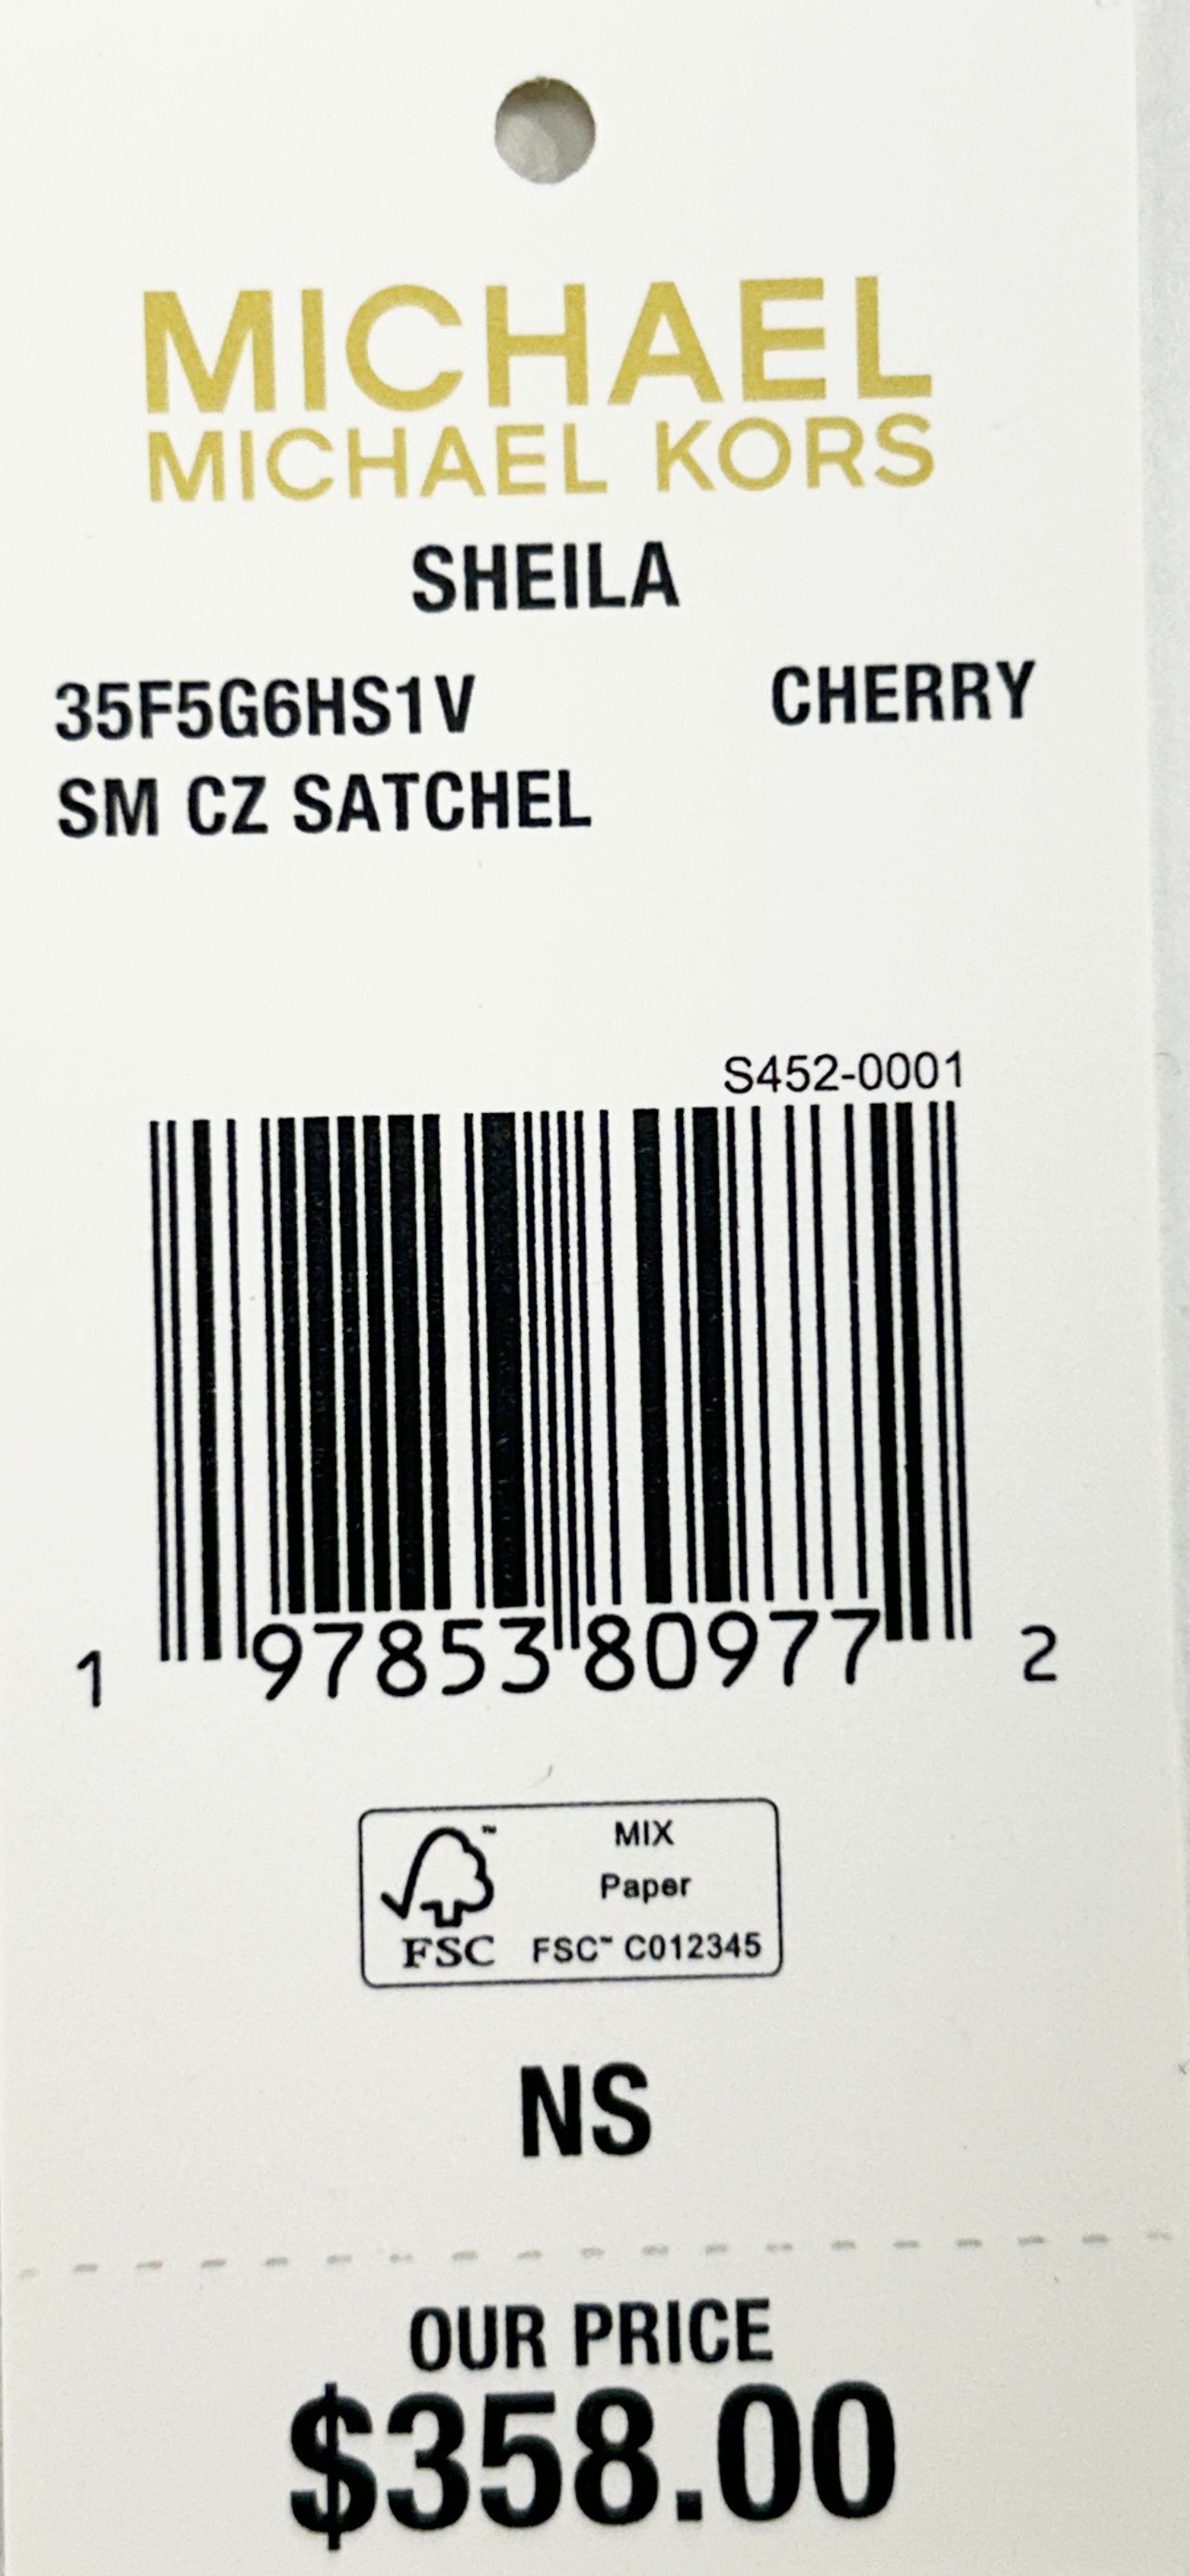 MICHAEL
MICHAEL KORS
SHEILA
35F5G6HS1V CHERRY
SM CZ SATCHEL
S452-0001
1 97853 80977 2
™ MIX
Paper
FSC FSC™ C012345
NS
OUR PRICE
$358.00